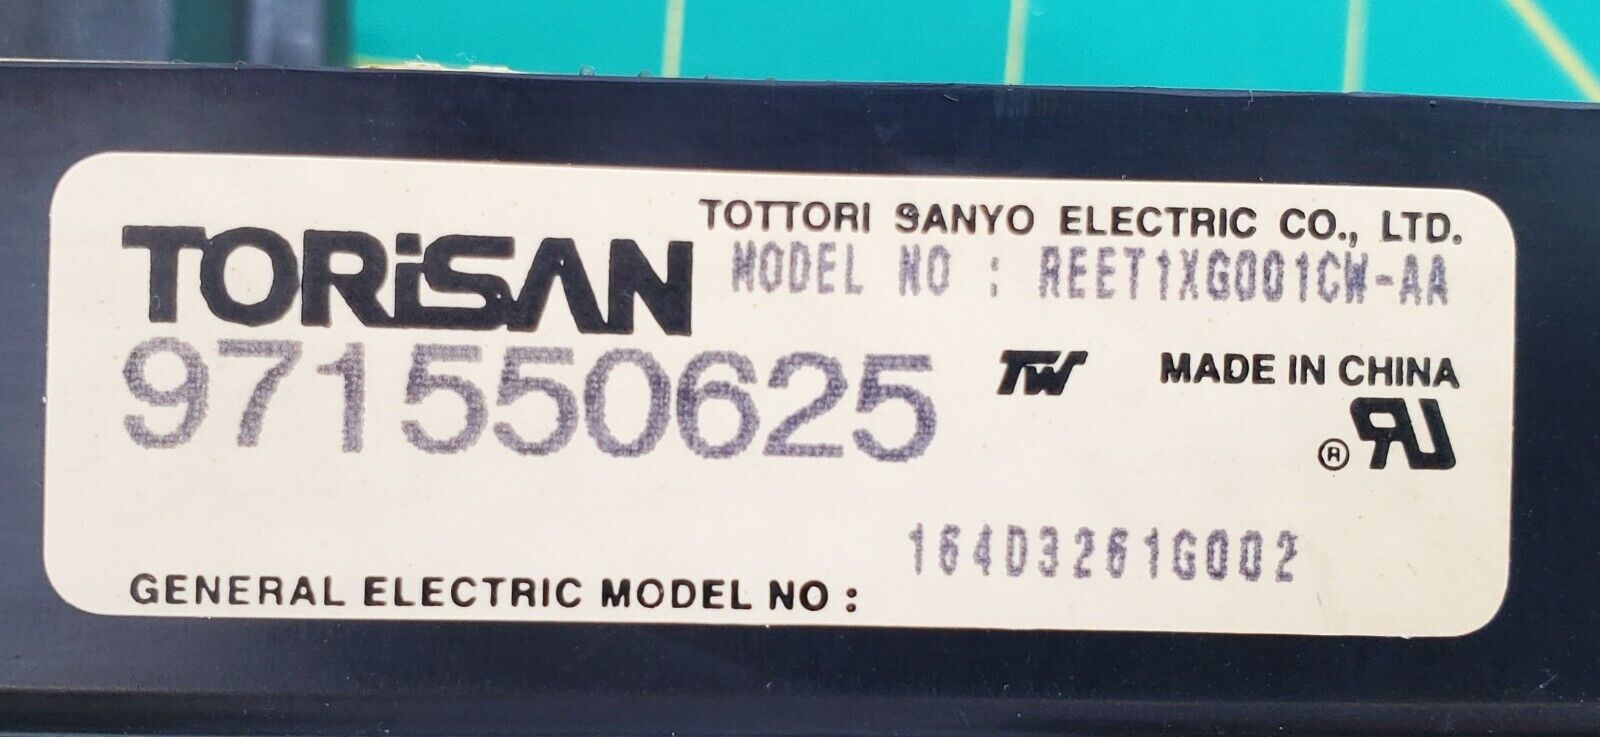 TOTTORI SANYO ELECTRIC CO., LTD.
TORiSAN
MODEL NO : REET1XG001CW-AA
971550625
TW
MADE IN CHINA
® RU
164D3261G002
GENERAL ELECTRIC MODEL NO :